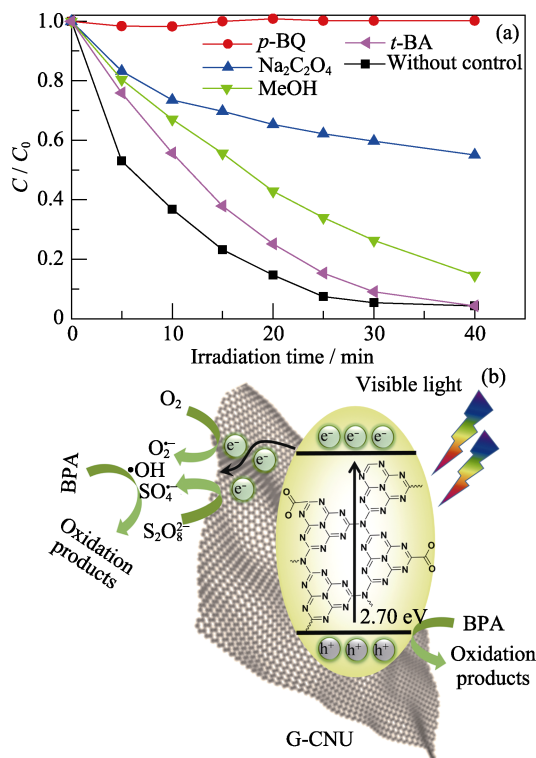 (a)
p-BQ
t-BA
Na₂C₂O₄
Without control
MeOH
1.0
0.8
0.6
0.4
0.2
0
C / C₀
0 10 20 30 40
Irradiation time / min
(b)
Visible light
O₂
e⁻ e⁻ e⁻
O₂•⁻
e⁻
e⁻
e⁻
BPA
•OH
SO₄•⁻
S₂O₈²⁻
Oxidation
products
O
O
N N N N N N N
O
O
2.70 eV
BPA
h⁺ h⁺ h⁺
Oxidation
products
G-CNU